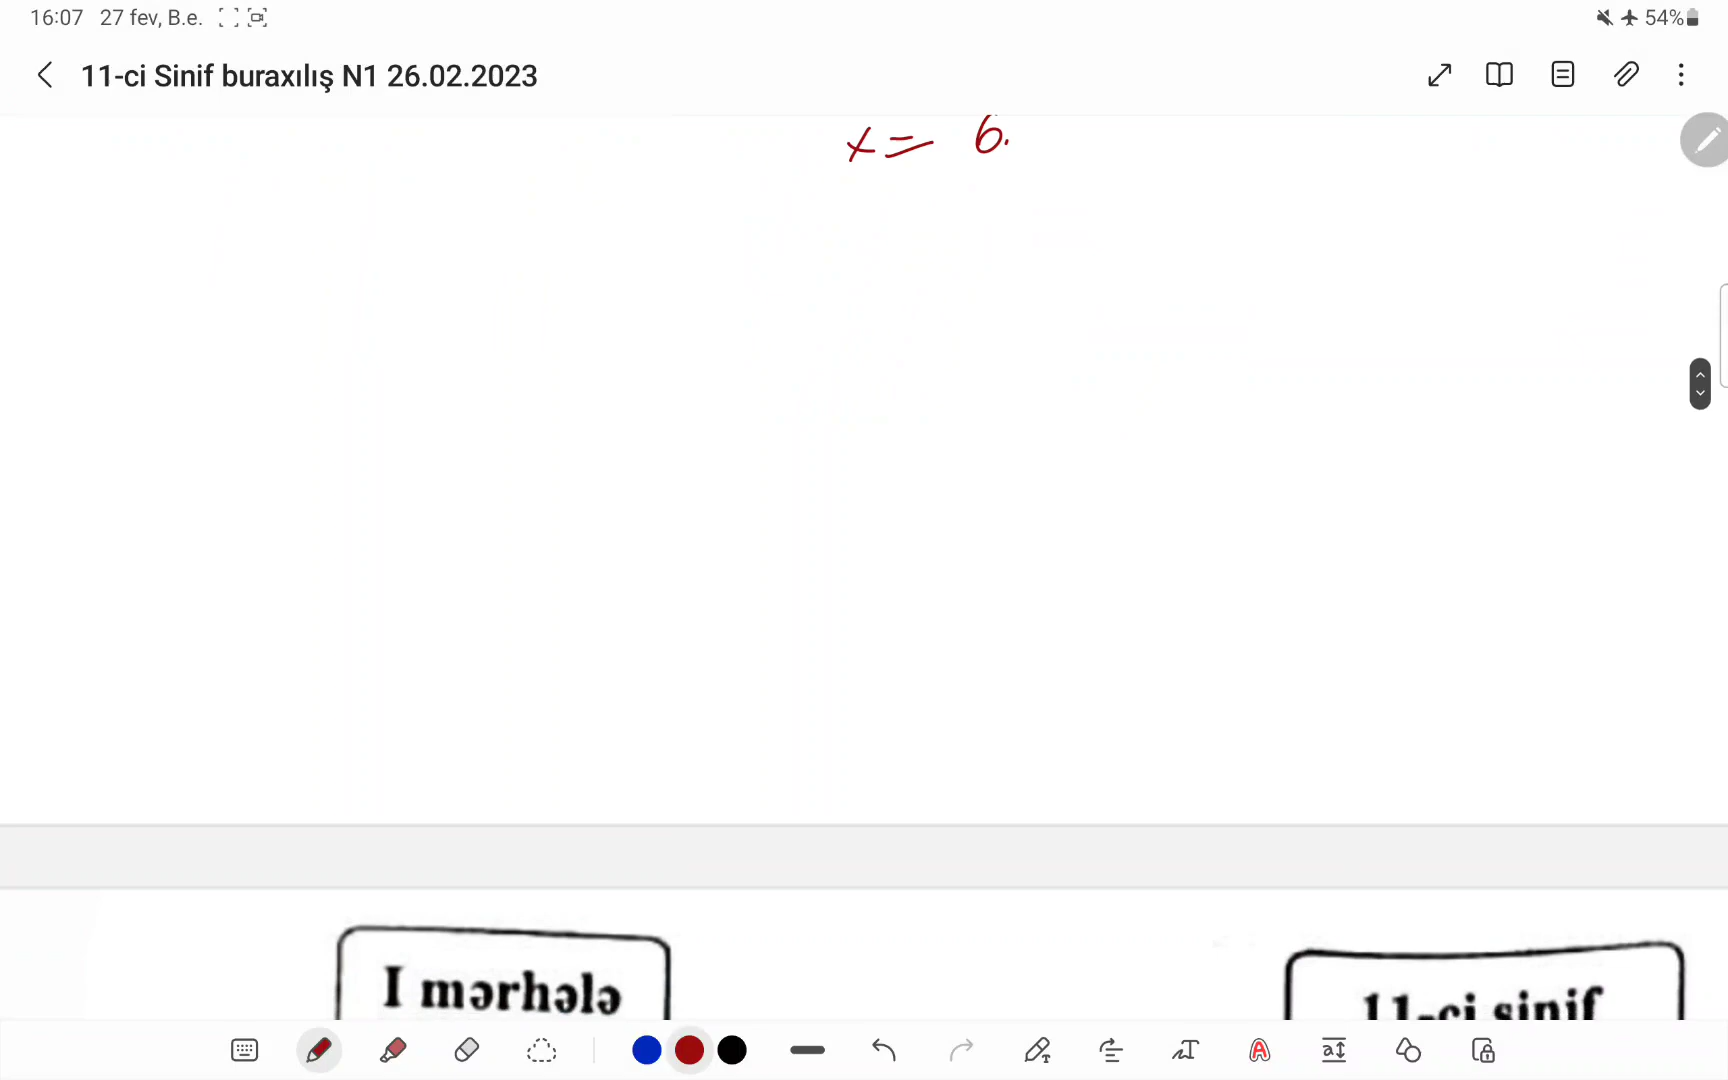 16:07 27 fev, B.e. 54%
11-ci Sinif buraxılış N1 26.02.2023
x = 6.
I mərhələ
11-ci sinif